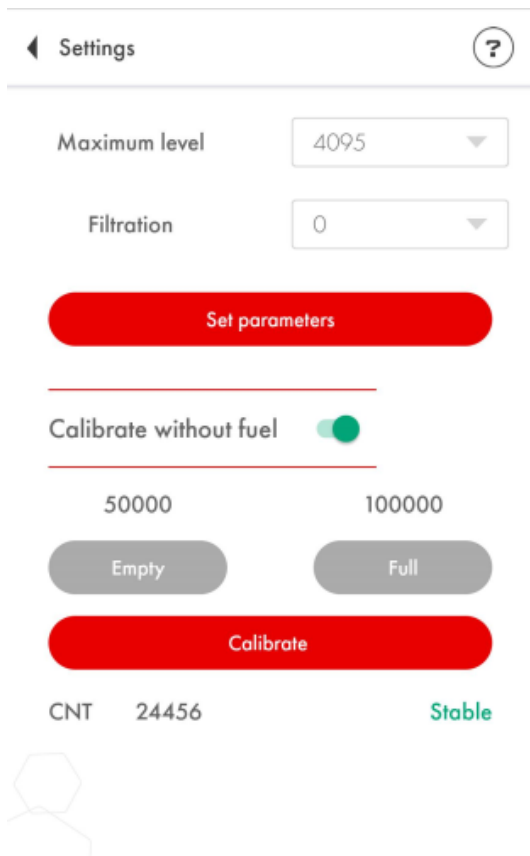 Settings ?
Maximum level 4095
Filtration 0
Set parameters
Calibrate without fuel
50000 100000
Empty Full
Calibrate
CNT 24456 Stable